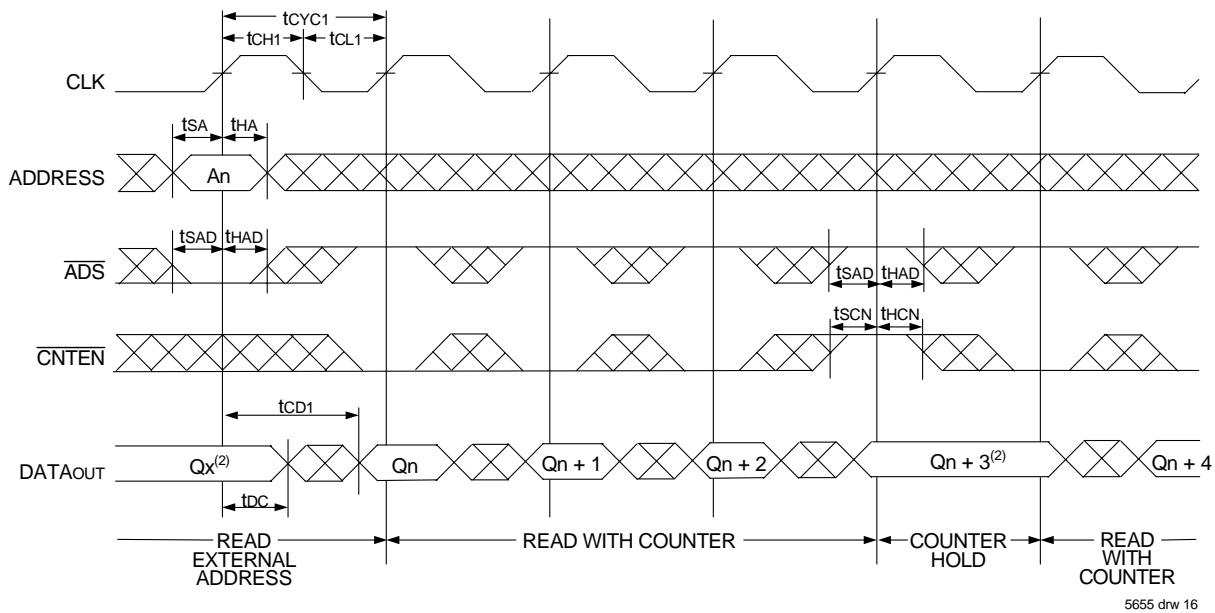 tCYC1
tCH1 tCL1
CLK
tSA tHA
ADDRESS An
tSAD tHAD
ADS
tSAD tHAD
tSCN tHCN
CNTEN
tCD1
DATAOUT Qx(2) Qn Qn + 1 Qn + 2 Qn + 3(2) Qn + 4
tDC
READ EXTERNAL ADDRESS
READ WITH COUNTER
COUNTER HOLD
READ WITH COUNTER
5655 drw 16